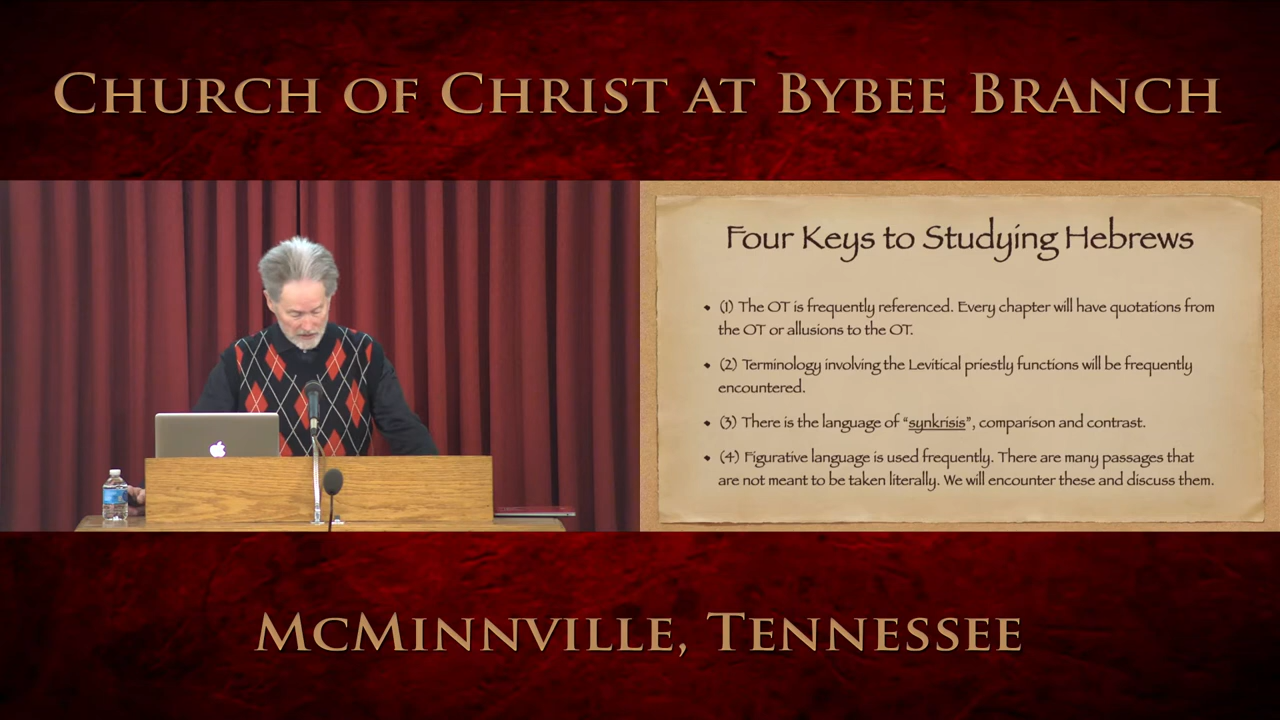 CHURCH OF CHRIST AT BYBEE BRANCH
Four Keys to Studying Hebrews
• (1) The OT is frequently referenced. Every chapter will have quotations from
the OT or allusions to the OT.
• (2) Terminology involving the Levitical priestly functions will be frequently
encountered.
• (3) There is the language of “synkrisis”, comparison and contrast.
• (4) Figurative language is used frequently. There are many passages that
are not meant to be taken literally. We will encounter these and discuss them.
MCMINNVILLE, TENNESSEE